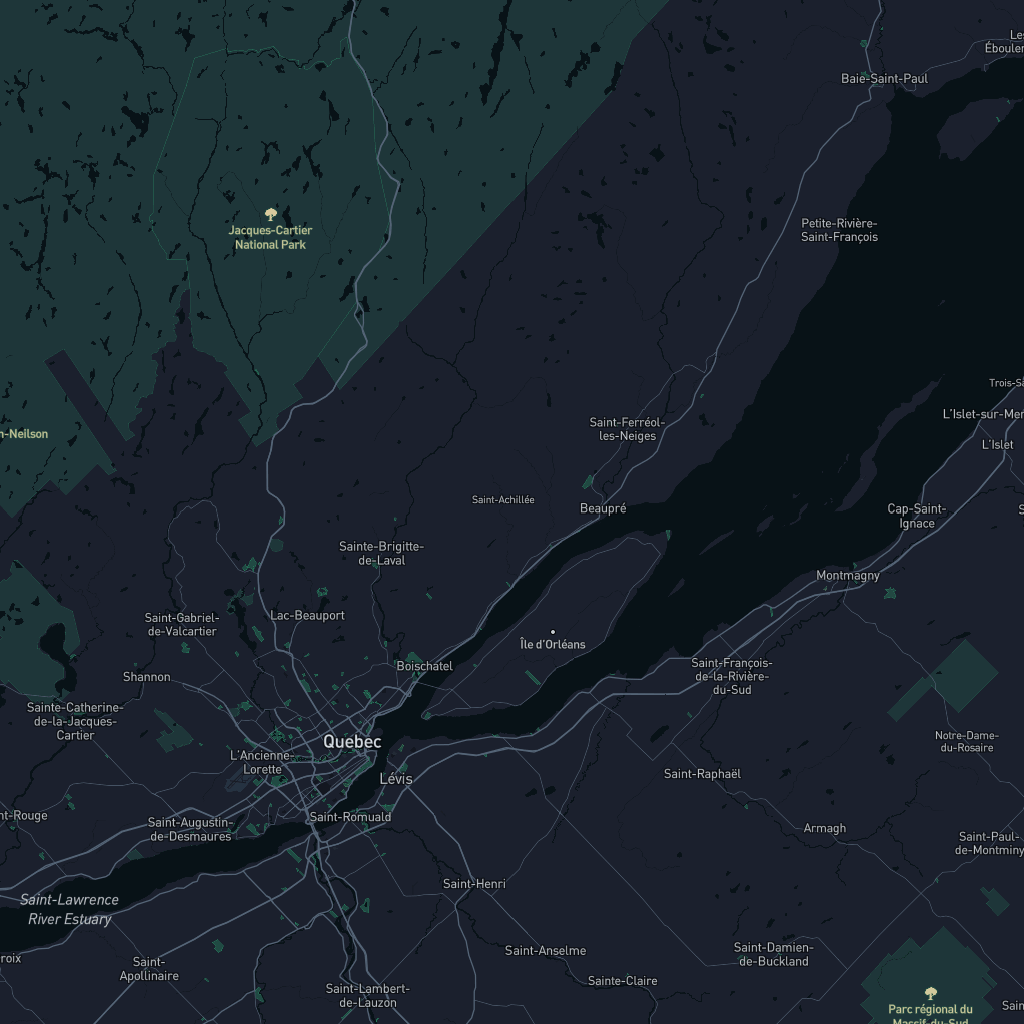 Les
Éboulem
Baie-Saint-Paul
Jacques-Cartier
National Park
Petite-Rivière-
Saint-François
Trois-Sa
L'Islet-sur-Mer
L'Islet
n-Neilson
Saint-Ferréol-
les-Neiges
Saint-Achillée
Beaupré
Cap-Saint-
Ignace
S
Sainte-Brigitte-
de-Laval
Montmagny
Saint-Gabriel-
de-Valcartier
Lac-Beauport
Île d'Orléans
Boischatel
Shannon
Saint-François-
de-la-Rivière-
du-Sud
Sainte-Catherine-
de-la-Jacques-
Cartier
Quebec
Notre-Dame-
du-Rosaire
L'Ancienne-
Lorette
Lévis
Saint-Raphaël
nt-Rouge
Saint-Augustin-
de-Desmaures
Saint-Romuald
Armagh
Saint-Paul-
de-Montminy
Saint-Lawrence
River Estuary
Saint-Henri
roix
Saint-
Apollinaire
Saint-Anselme
Saint-Damien-
de-Buckland
Sainte-Claire
Saint-Lambert-
de-Lauzon
Parc régional du
Massif-du-Sud
Sain